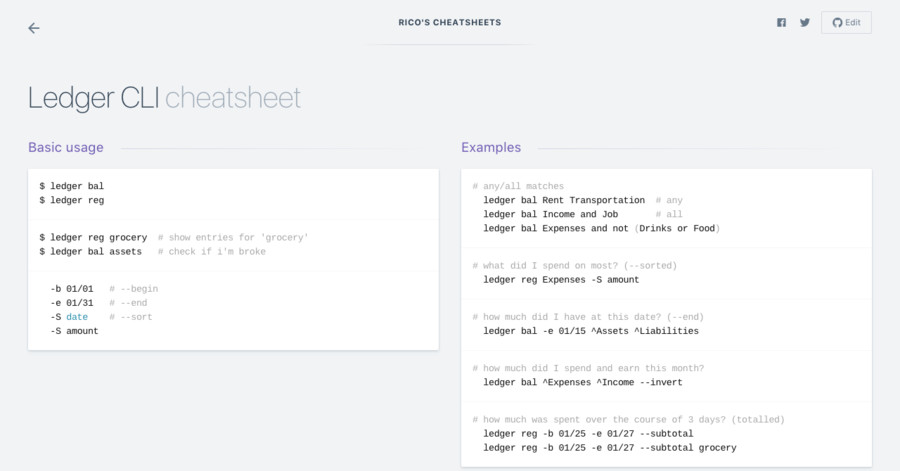 RICO'S CHEATSHEETS
Edit
Ledger CLI cheatsheet
Basic usage
$ ledger bal
$ ledger reg
$ ledger reg grocery  # show entries for 'grocery'
$ ledger bal assets   # check if i'm broke
-b 01/01   # --begin
-e 01/31   # --end
-S date    # --sort
-S amount
Examples
# any/all matches
ledger bal Rent Transportation  # any
ledger bal Income and Job       # all
ledger bal Expenses and not (Drinks or Food)
# what did I spend on most? (--sorted)
ledger reg Expenses -S amount
# how much did I have at this date? (--end)
ledger bal -e 01/15 ^Assets ^Liabilities
# how much did I spend and earn this month?
ledger bal ^Expenses ^Income --invert
# how much was spent over the course of 3 days? (totalled)
ledger reg -b 01/25 -e 01/27 --subtotal
ledger reg -b 01/25 -e 01/27 --subtotal grocery